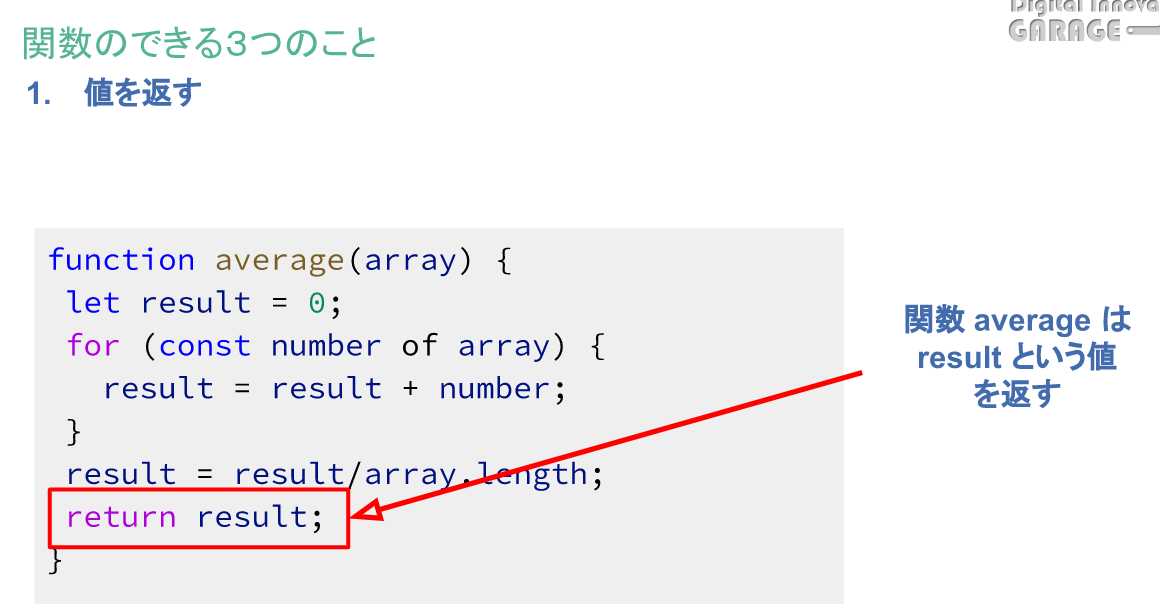 Digital Innova
GARAGE
関数のできる３つのこと
1. 値を返す
function average(array) {
let result = 0;
for (const number of array) {
result = result + number;
}
result = result/array.length;
return result;
}
関数 average は
result という値
を返す